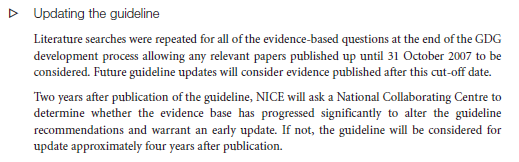 ▷ Updating the guideline
Literature searches were repeated for all of the evidence-based questions at the end of the GDG
development process allowing any relevant papers published up until 31 October 2007 to be
considered. Future guideline updates will consider evidence published after this cut-off date.
Two years after publication of the guideline, NICE will ask a National Collaborating Centre to
determine whether the evidence base has progressed significantly to alter the guideline
recommendations and warrant an early update. If not, the guideline will be considered for
update approximately four years after publication.